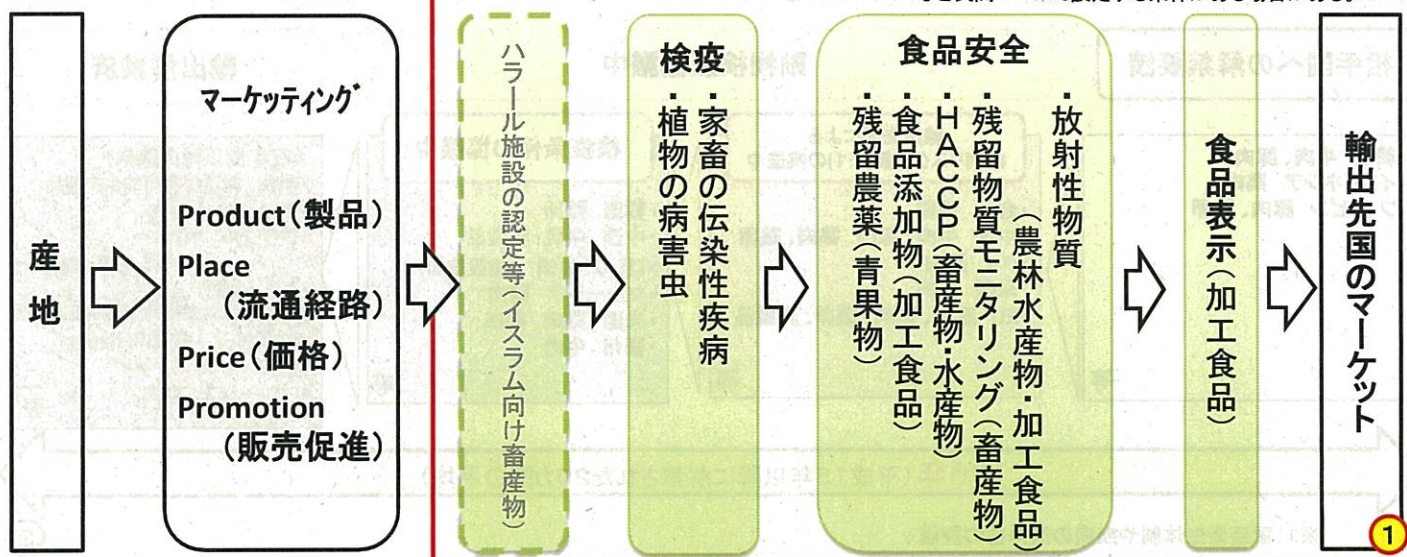 産地
マーケッティング
Product(製品)
Place
(流通経路)
Price(価格)
Promotion
(販売促進)
ハラール施設の認定等(イスラム向け畜産物)
検疫
・家畜の伝染性疾病
・植物の病害虫
食品安全
・放射性物質
(農林水産物・加工食品)
・残留物質モニタリング(畜産物)
・HACCP(畜産物・水産物)
・食品添加物(加工食品)
・残留農薬(青果物)
食品表示(加工食品)
輸出先国のマーケット
1